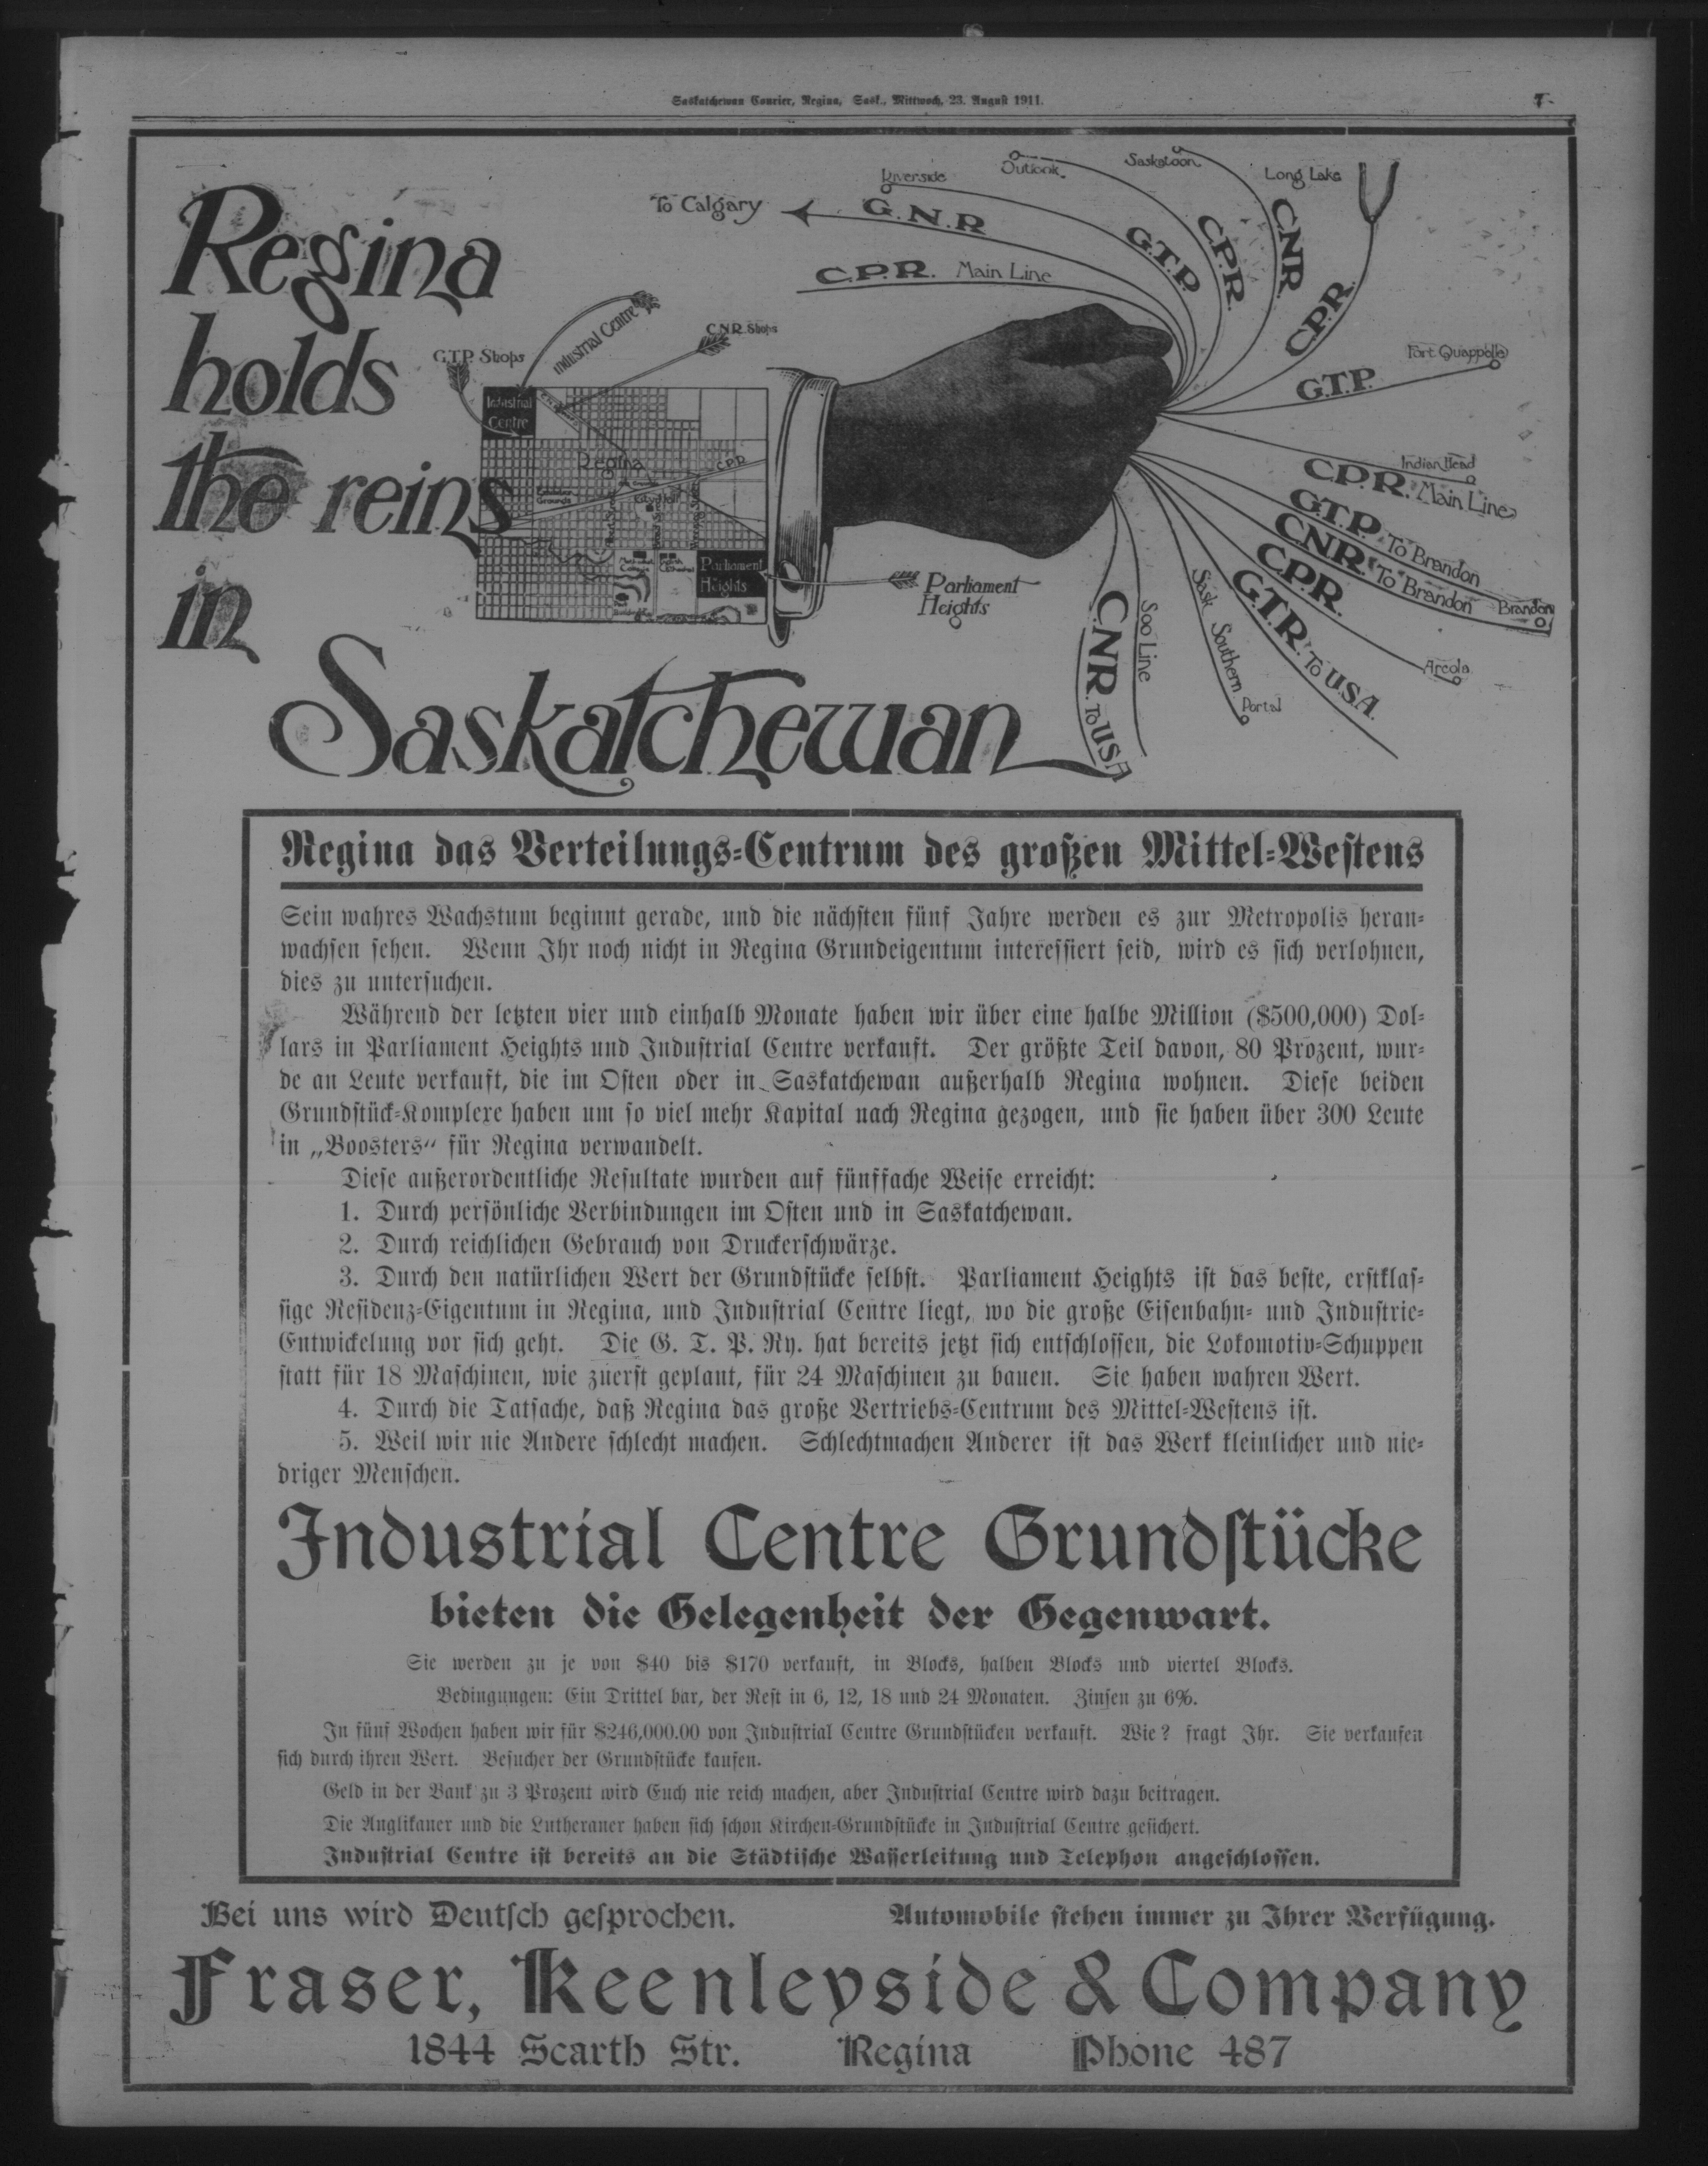 Saskatchewan Courier, Regina, Sask., Mittwoch, 23. August 1911.
Regina
holds
the reins
in
Saskatchewan
To Calgary
Riverside
Outlook
Saskatoon
Long Lake
G.N.R
C.P.R. Main Line
G.T.P.
C.P.R.
C.N.R.
C.P.R.
G.T.P.
Fort Quappelle
Indian Head
C.P.R. Main Line
G.T.P. To Brandon
C.N.R. To Brandon
Brandon
C.P.R.
Arcola
G.T.R. To USA.
Sask Southern
Portal
Soo Line
C.N.R. To USA
G.T.P. Shops
Industrial Centre
C.N.R. Shops
Industrial
Centre
Regina
C.P.R.
Grounds
Parliament
Heights
Parliament
Heights
Regina das Verteilungs-Centrum des großen Mittel-Westens
Sein wahres Wachstum beginnt gerade, und die nächsten fünf Jahre werden es zur Metropolis heran-
wachsen sehen. Wenn Ihr noch nicht in Regina Grundeigentum interessiert seid, wird es sich verlohnen,
dies zu untersuchen.
Während der letzten vier und einhalb Monate haben wir über eine halbe Million ($500,000) Dol-
lars in Parliament Heights und Industrial Centre verkauft. Der größte Teil davon, 80 Prozent, wur-
de an Leute verkauft, die im Osten oder in Saskatchewan außerhalb Regina wohnen. Diese beiden
Grundstück-Komplexe haben um so viel mehr Kapital nach Regina gezogen, und sie haben über 300 Leute
in „Boosters“ für Regina verwandelt.
Diese außerordentliche Resultate wurden auf fünffache Weise erreicht:
1. Durch persönliche Verbindungen im Osten und in Saskatchewan.
2. Durch reichlichen Gebrauch von Druckerschwärze.
3. Durch den natürlichen Wert der Grundstücke selbst. Parliament Heights ist das beste, erstklas-
sige Residenz-Eigentum in Regina, und Industrial Centre liegt, wo die große Eisenbahn- und Industrie-
Entwickelung vor sich geht. Die G. T. P. Ry. hat bereits jetzt sich entschlossen, die Lokomotiv-Schuppen
statt für 18 Maschinen, wie zuerst geplant, für 24 Maschinen zu bauen. Sie haben wahren Wert.
4. Durch die Tatsache, daß Regina das große Vertriebs-Centrum des Mittel-Westens ist.
5. Weil wir nie Andere schlecht machen. Schlechtmachen Anderer ist das Werk kleinlicher und nie-
driger Menschen.
Industrial Centre Grundstücke
bieten die Gelegenheit der Gegenwart.
Sie werden zu je von $40 bis $170 verkauft, in Blocks, halben Blocks und viertel Blocks.
Bedingungen: Ein Drittel bar, der Rest in 6, 12, 18 und 24 Monaten. Zinsen zu 6%.
In fünf Wochen haben wir für $246,000.00 von Industrial Centre Grundstücken verkauft. Wie? fragt Ihr. Sie verkaufen
sich durch ihren Wert. Besucher der Grundstücke kaufen.
Geld in der Bank zu 3 Prozent wird Euch nie reich machen, aber Industrial Centre wird dazu beitragen.
Die Anglikaner und die Lutheraner haben sich schon Kirchen-Grundstücke in Industrial Centre gesichert.
Industrial Centre ist bereits an die Städtische Wasserleitung und Telephon angeschlossen.
Bei uns wird Deutsch gesprochen.
Automobile stehen immer zu Ihrer Verfügung.
Fraser, Keenleyside & Company
1844 Scarth Str. Regina Phone 487